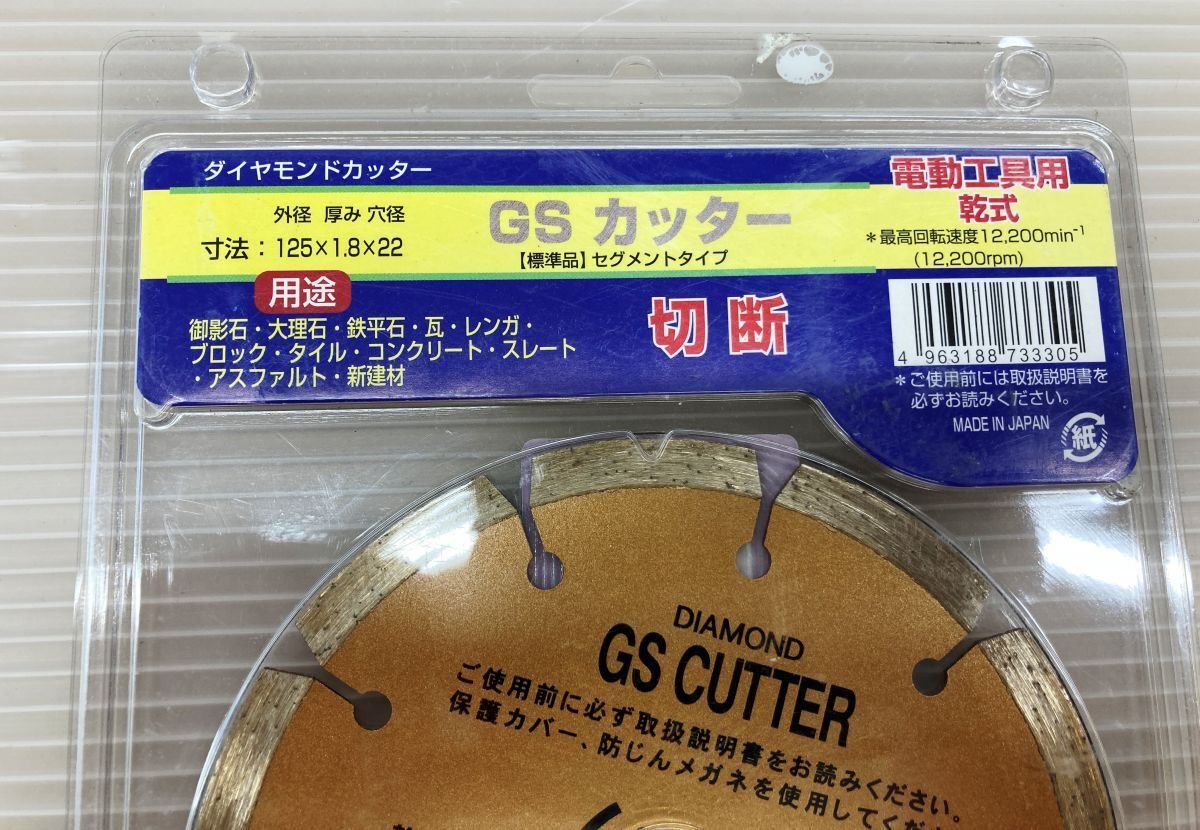 ダイヤモンドカッター
外径 厚み 穴径
寸法：125×1.8×22
GS カッター
【標準品】セグメントタイプ
電動工具用
乾式
＊最高回転速度12,200min⁻¹
(12,200rpm)
用途
御影石・大理石・鉄平石・瓦・レンガ・
ブロック・タイル・コンクリート・スレート
・アスファルト・新建材
切断
4 963188 733305
＊ご使用前には取扱説明書を
必ずお読みください。
MADE IN JAPAN
紙
DIAMOND
GS CUTTER
ご使用前に必ず取扱説明書をお読みください。
保護カバー、防じんメガネを使用してくだ